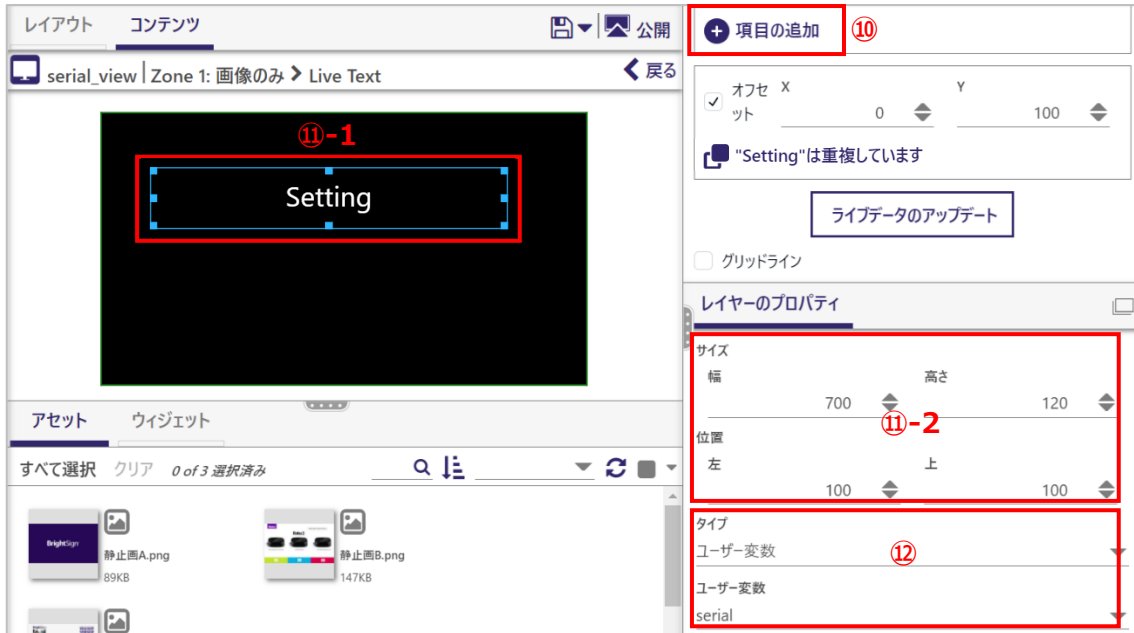 レイアウト コンテンツ 公開
serial_view Zone 1: 画像のみ Live Text 戻る
⑪-1
Setting
アセット ウィジェット
すべて選択 クリア 0 of 3 選択済み
BrightSign
静止画A.png
89KB
静止画B.png
147KB
項目の追加 ⑩
オフセ
ット
X
0
Y
100
"Setting"は重複しています
ライブデータのアップデート
グリッドライン
レイヤーのプロパティ
サイズ
幅 高さ
700 120
⑪-2
位置
左 上
100 100
タイプ
ユーザー変数 ⑫
ユーザー変数
serial